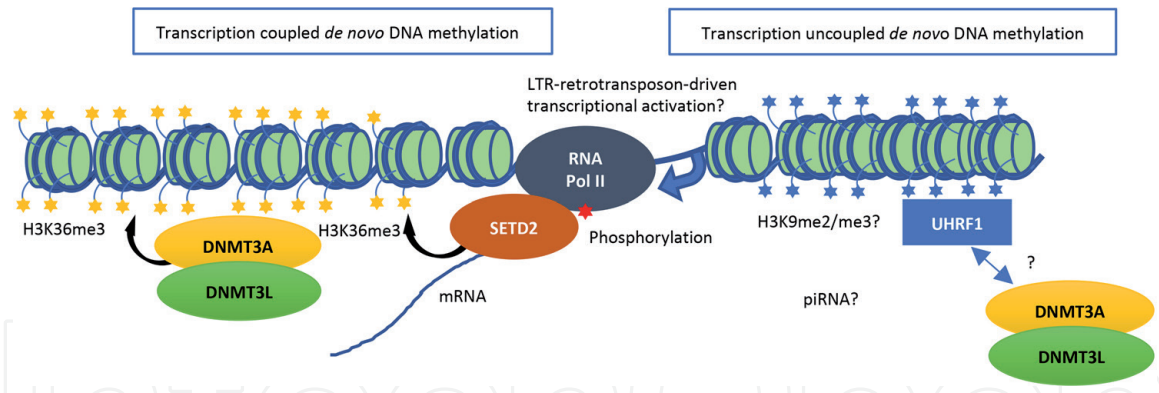 Transcription coupled de novo DNA methylation
Transcription uncoupled de novo DNA methylation
LTR-retrotransposon-driven
transcriptional activation?
RNA
Pol II
H3K36me3
DNMT3A
DNMT3L
H3K36me3
SETD2
Phosphorylation
mRNA
H3K9me2/me3?
UHRF1
?
piRNA?
DNMT3A
DNMT3L